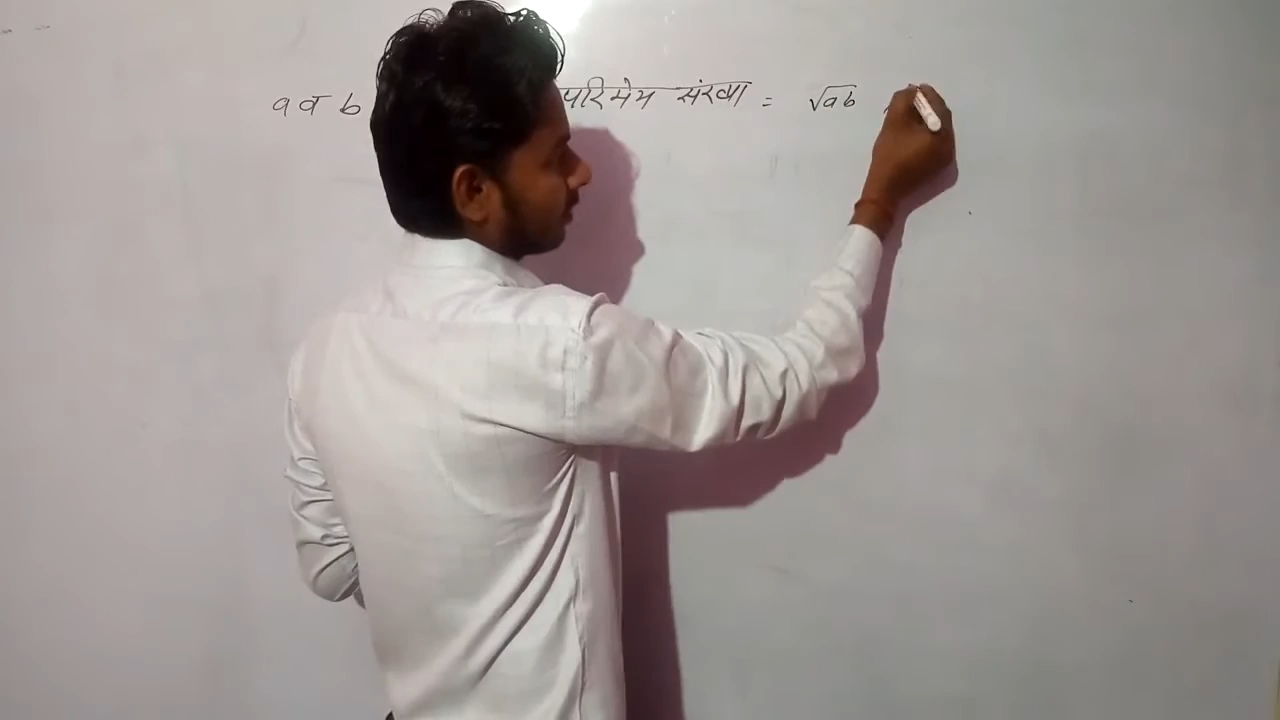 a व b परिमेय संख्या = √ab